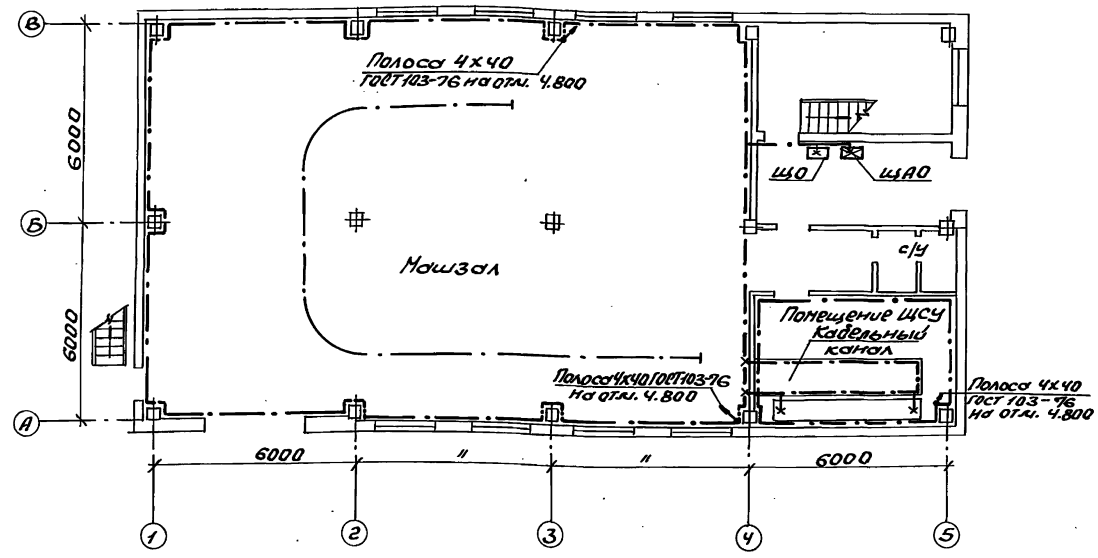 В
Полоса 4х40
ГОСТ 103-76 на отм. 4.800
6000
ЩО
ЩАО
Б
с/у
Машзал
6000
Помещение ЩСУ
Кабельный
канал
Полоса 4х40 ГОСТ 103-76
на отм. 4.800
Полоса 4х40
ГОСТ 103-76
на отм. 4.800
А
6000
"
"
6000
1
2
3
4
5